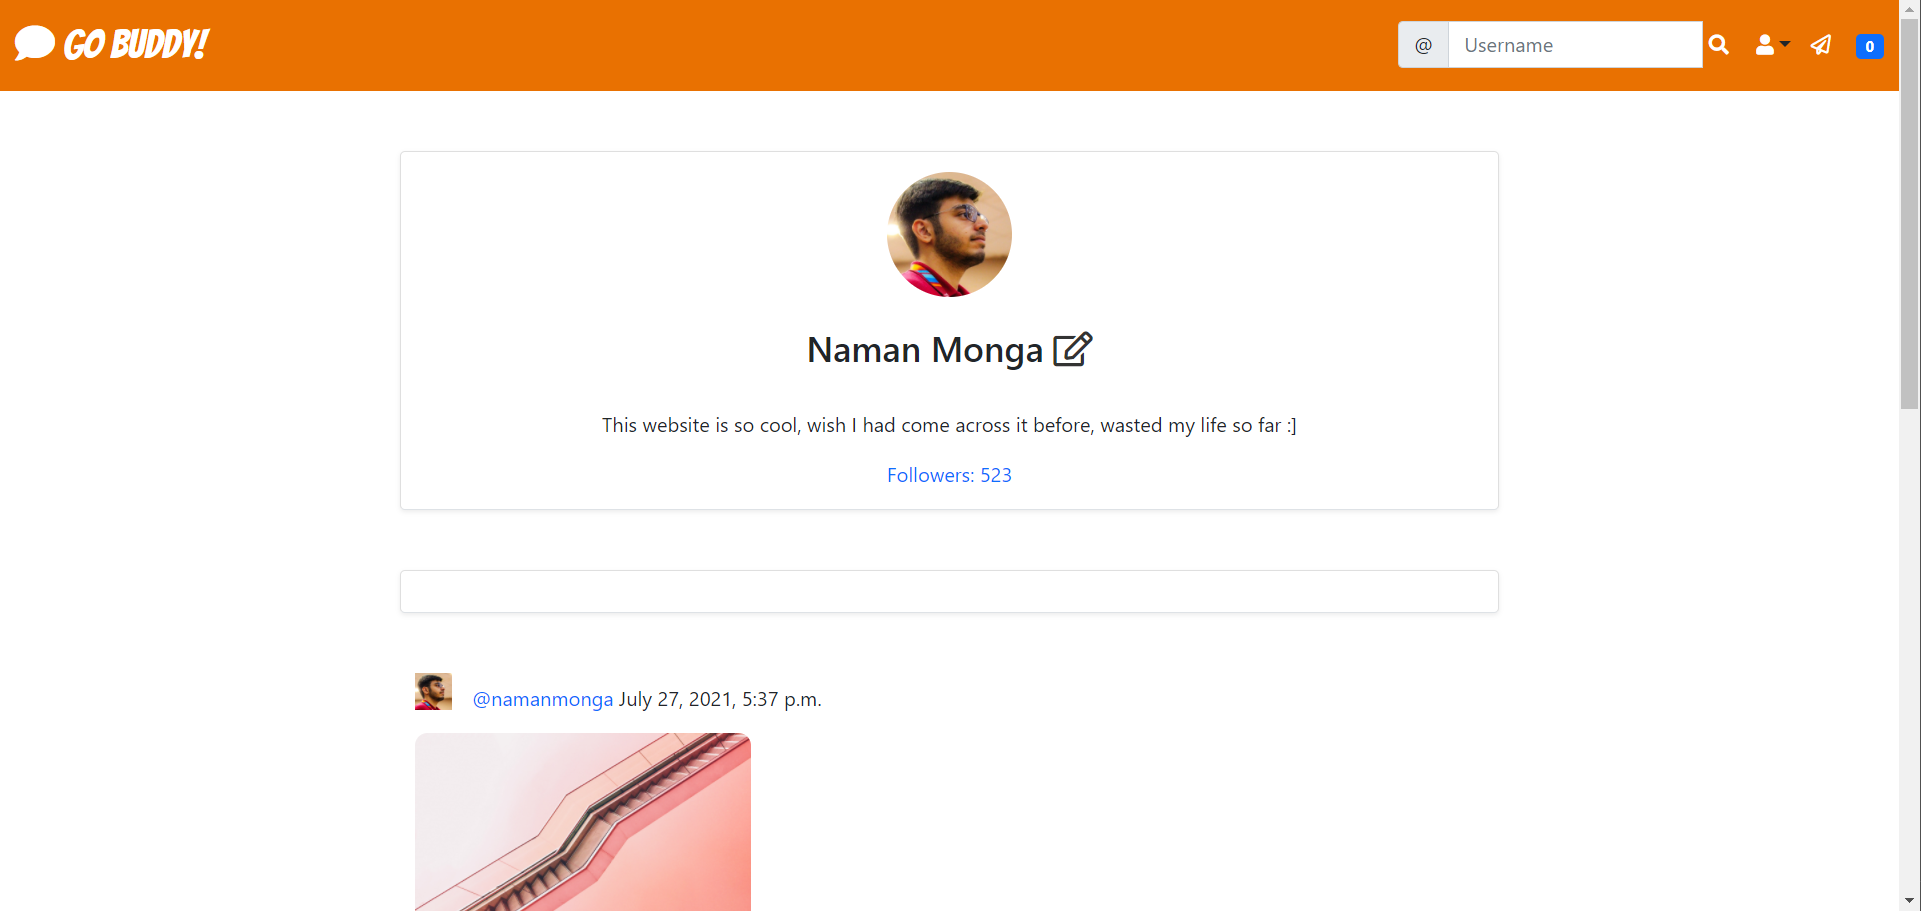 GO BUDDY!
@ Username
0
Naman Monga
This website is so cool, wish I had come across it before, wasted my life so far :]
Followers: 523
@namanmonga July 27, 2021, 5:37 p.m.